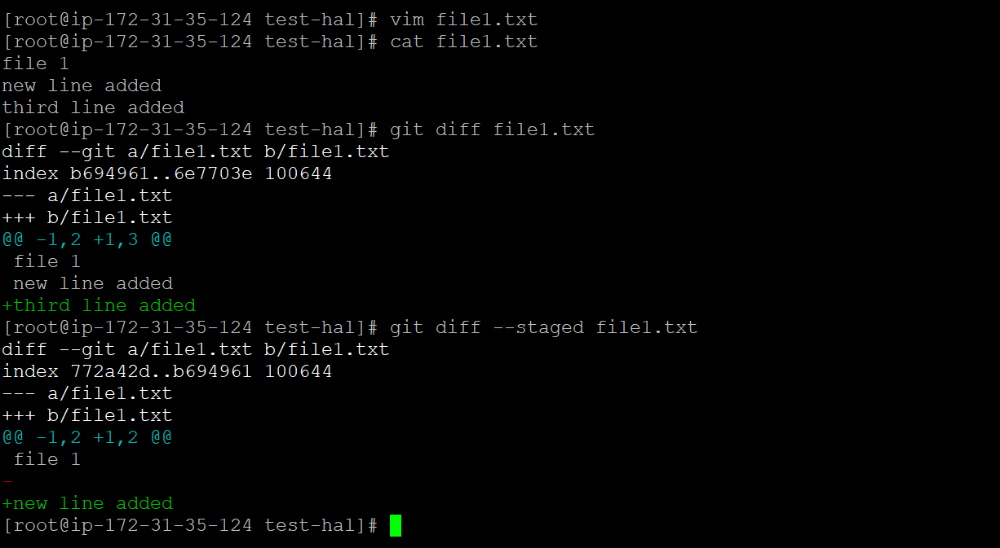 [root@ip-172-31-35-124 test-hal]# vim file1.txt
[root@ip-172-31-35-124 test-hal]# cat file1.txt
file 1
new line added
third line added
[root@ip-172-31-35-124 test-hal]# git diff file1.txt
diff --git a/file1.txt b/file1.txt
index b694961..6e7703e 100644
--- a/file1.txt
+++ b/file1.txt
@@ -1,2 +1,3 @@
 file 1
 new line added
+third line added
[root@ip-172-31-35-124 test-hal]# git diff --staged file1.txt
diff --git a/file1.txt b/file1.txt
index 772a42d..b694961 100644
--- a/file1.txt
+++ b/file1.txt
@@ -1,2 +1,2 @@
 file 1
-
+new line added
[root@ip-172-31-35-124 test-hal]#